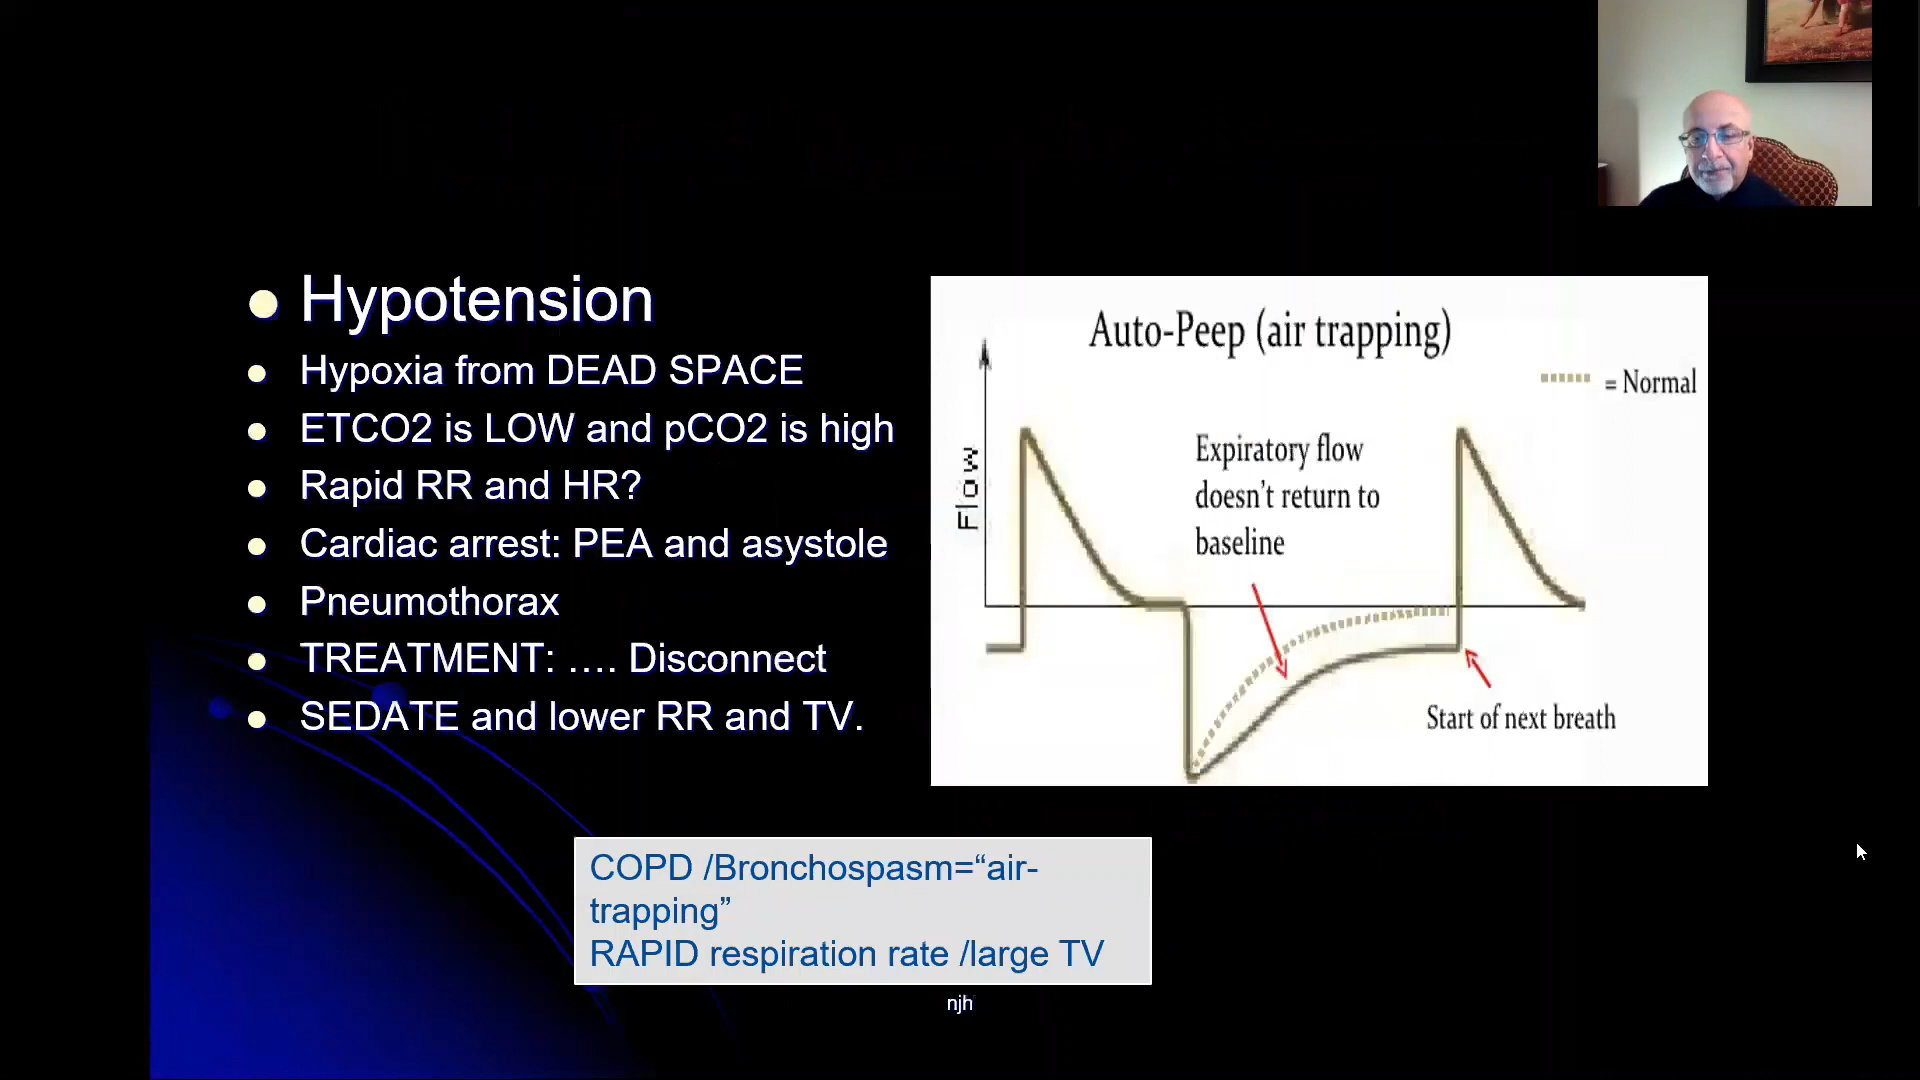 Hypotension
Hypoxia from DEAD SPACE
ETCO2 is LOW and pCO2 is high
Rapid RR and HR?
Cardiac arrest: PEA and asystole
Pneumothorax
TREATMENT: .... Disconnect
SEDATE and lower RR and TV.
Auto-Peep (air trapping)
= Normal
Flow
Expiratory flow
doesn't return to
baseline
Start of next breath
COPD /Bronchospasm=“air-
trapping”
RAPID respiration rate /large TV
njh